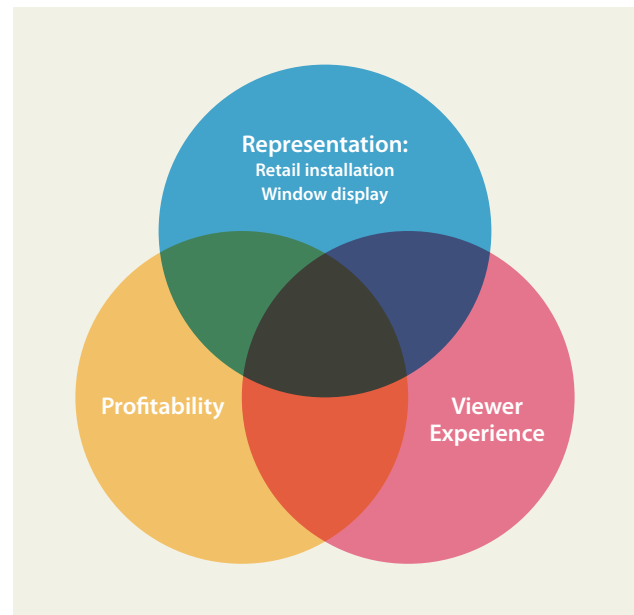 Representation:
Retail installation
Window display
Profitability
Viewer
Experience